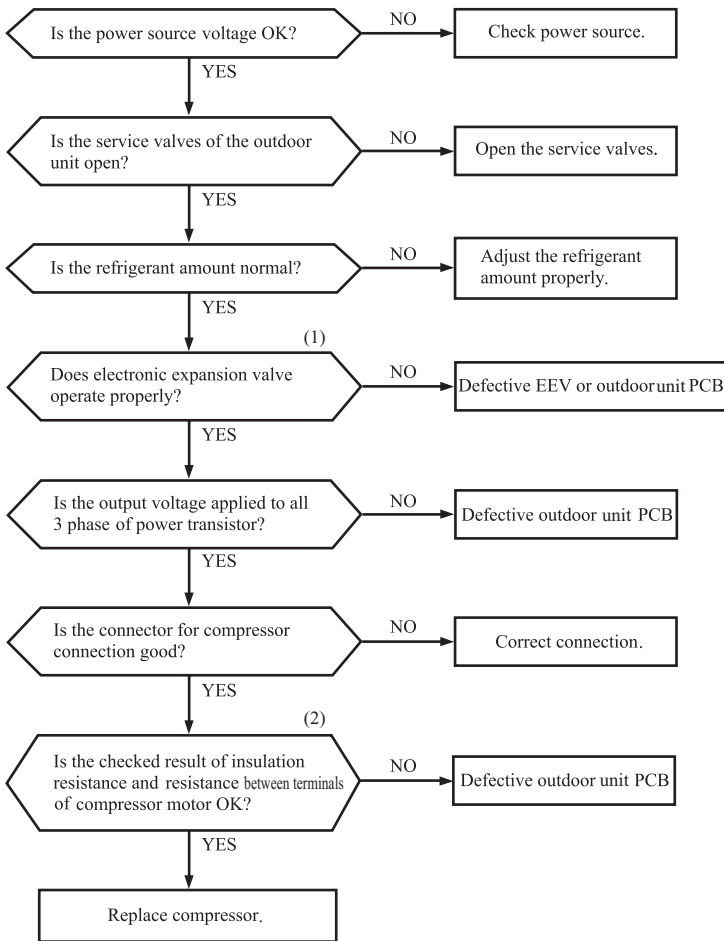 Is the power source voltage OK?
NO
Check power source.
YES
Is the service valves of the outdoor
unit open?
NO
Open the service valves.
YES
Is the refrigerant amount normal?
NO
Adjust the refrigerant
amount properly.
YES
(1)
Does electronic expansion valve
operate properly?
NO
Defective EEV or outdoor unit PCB
YES
Is the output voltage applied to all
3 phase of power transistor?
NO
Defective outdoor unit PCB
YES
Is the connector for compressor
connection good?
NO
Correct connection.
YES
(2)
Is the checked result of insulation
resistance and resistance between terminals
of compressor motor OK?
NO
Defective outdoor unit PCB
YES
Replace compressor.